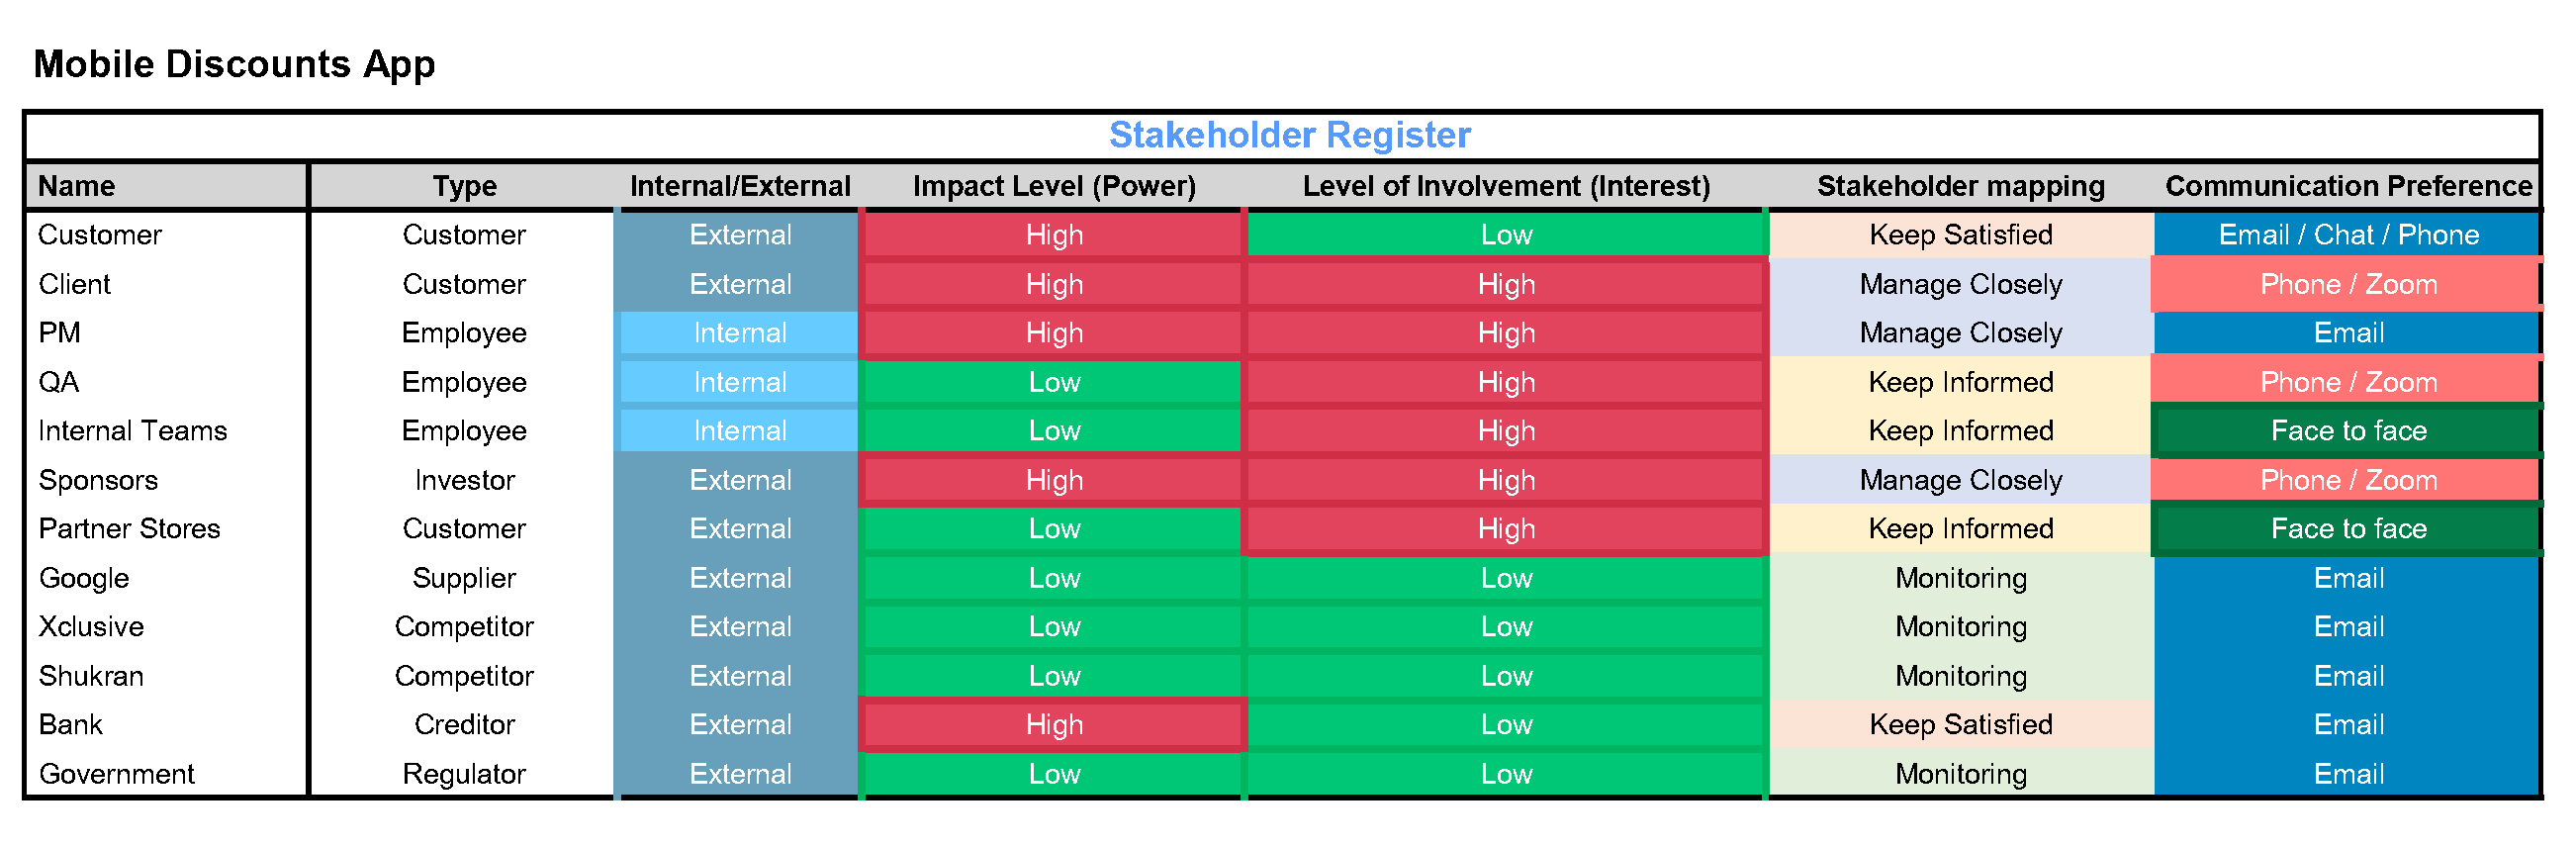 Mobile Discounts App
Stakeholder Register
Name Type Internal/External Impact Level (Power) Level of Involvement (Interest) Stakeholder mapping Communication Preference
Customer Customer External High Low Keep Satisfied Email / Chat / Phone
Client Customer External High High Manage Closely Phone / Zoom
PM Employee Internal High High Manage Closely Email
QA Employee Internal Low High Keep Informed Phone / Zoom
Internal Teams Employee Internal Low High Keep Informed Face to face
Sponsors Investor External High High Manage Closely Phone / Zoom
Partner Stores Customer External Low High Keep Informed Face to face
Google Supplier External Low Low Monitoring Email
Xclusive Competitor External Low Low Monitoring Email
Shukran Competitor External Low Low Monitoring Email
Bank Creditor External High Low Keep Satisfied Email
Government Regulator External Low Low Monitoring Email